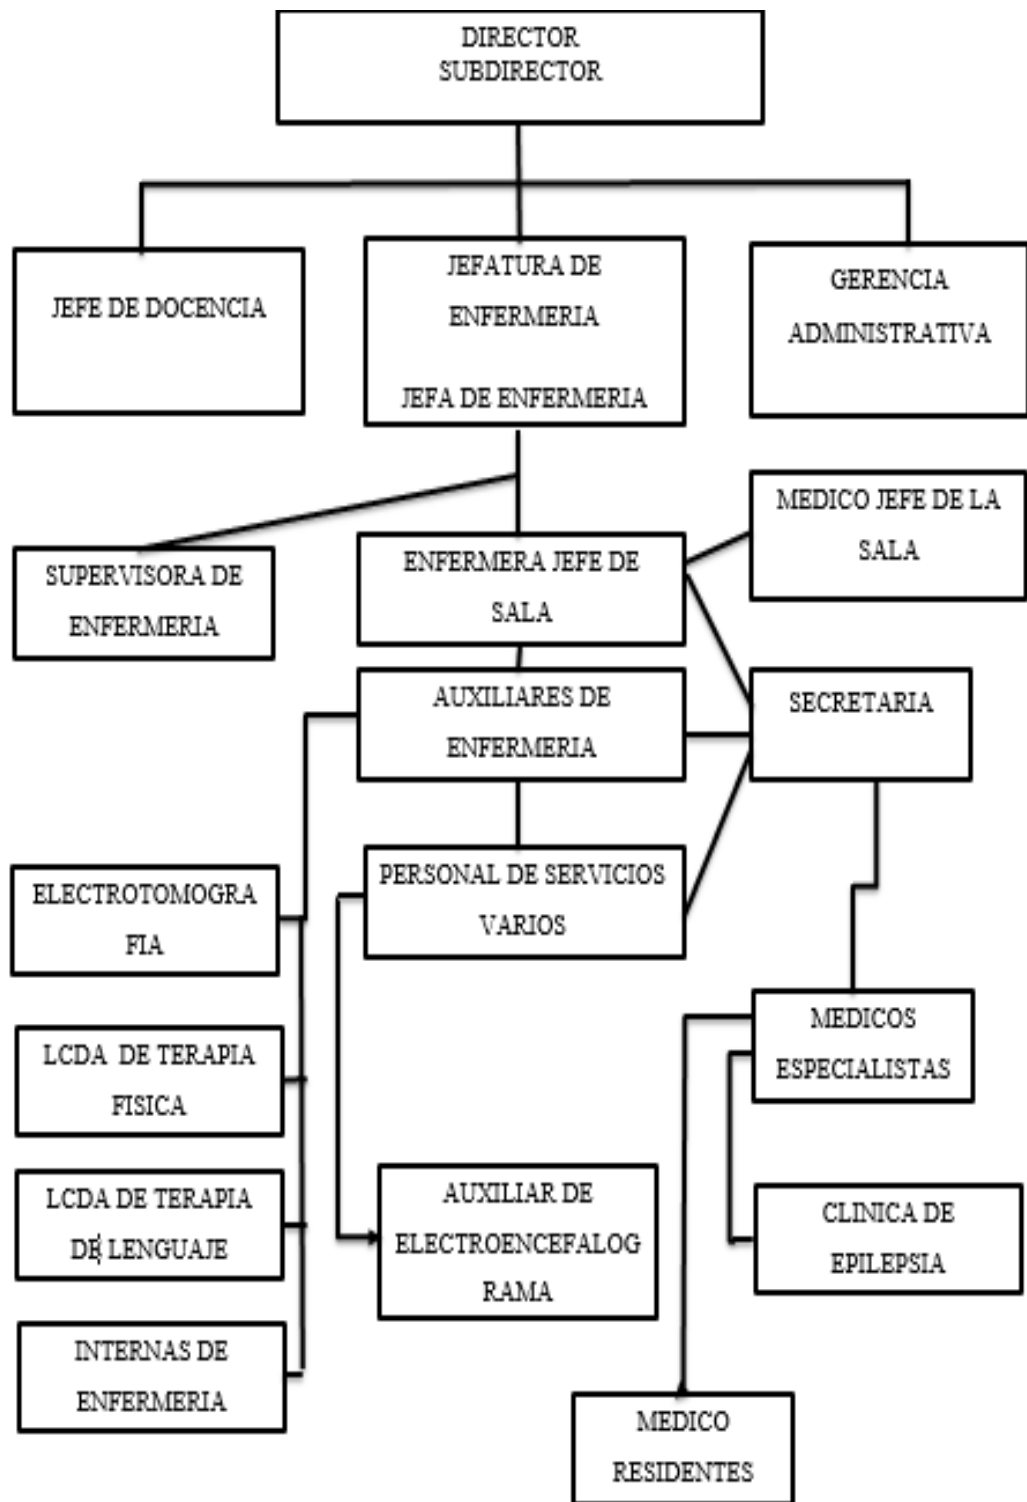 DIRECTOR
SUBDIRECTOR
JEFE DE DOCENCIA
JEFATURA DE
ENFERMERIA
JEFA DE ENFERMERIA
GERENCIA
ADMINISTRATIVA
MEDICO JEFE DE LA
SALA
SUPERVISORA DE
ENFERMERIA
ENFERMERA JEFE DE
SALA
AUXILIARES DE
ENFERMERIA
SECRETARIA
PERSONAL DE SERVICIOS
VARIOS
ELECTROTOMOGRA
FIA
MEDICOS
ESPECIALISTAS
LCDA DE TERAPIA
FISICA
LCDA DE TERAPIA
DE LENGUAJE
AUXILIAR DE
ELECTROENCEFALOG
RAMA
CLINICA DE
EPILEPSIA
INTERNAS DE
ENFERMERIA
MEDICO
RESIDENTES